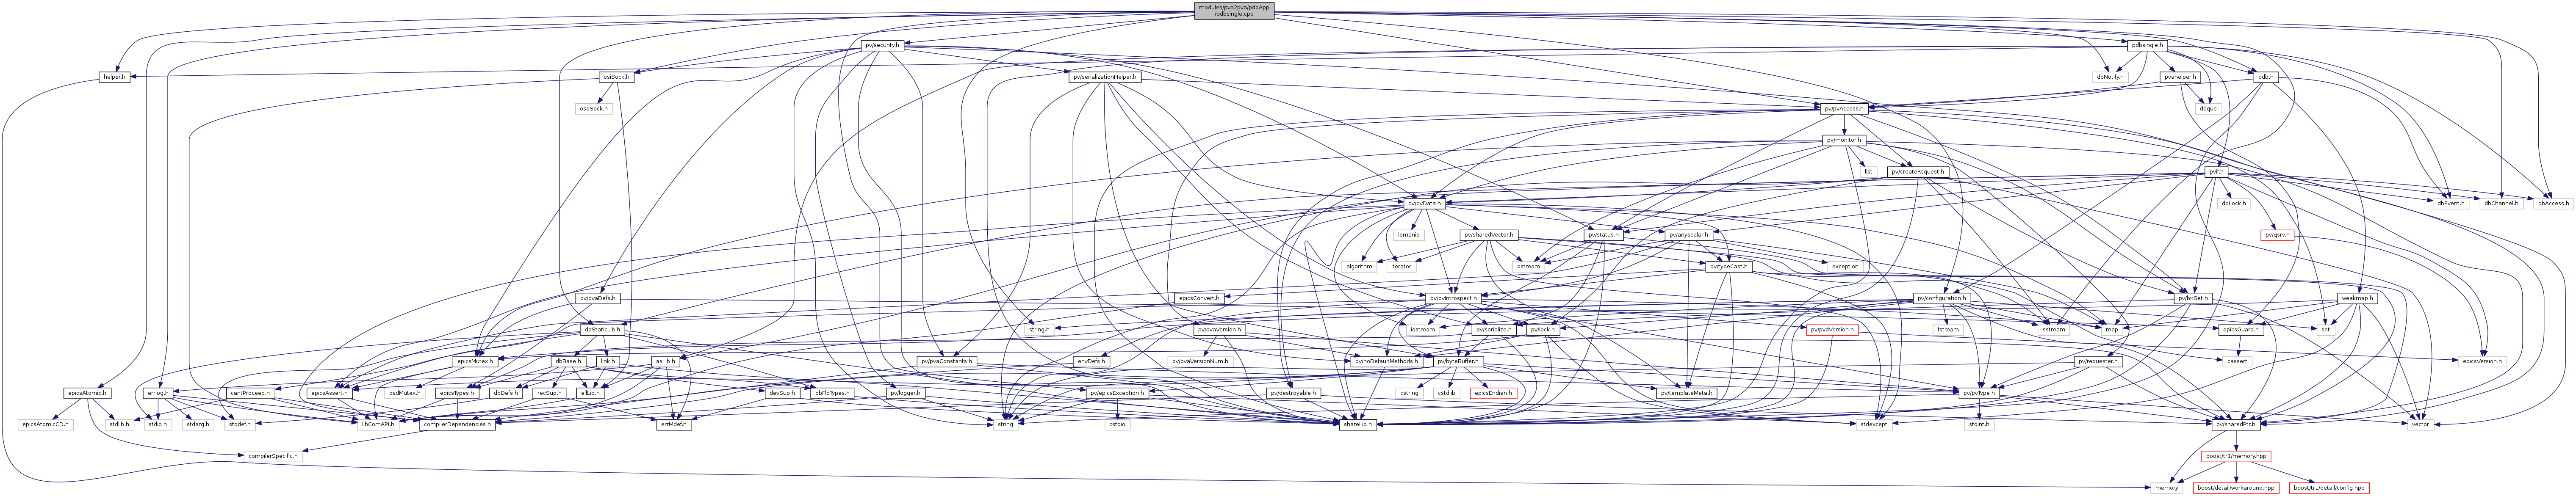 modules/pva2pva/pdbApp
/pdbsingle.cpp
pv/security.h
pdbsingle.h
helper.h
osiSock.h
pv/serializationHelper.h
dbNotify.h
pvahelper.h
pdb.h
osdSock.h
pv/pvAccess.h
deque
pv/monitor.h
list
pv/createRequest.h
pvif.h
pv/pvData.h
dbLock.h
dbEvent.h
dbChannel.h
dbAccess.h
iomanip
pv/sharedVector.h
pv/status.h
pv/anyscalar.h
pv/qsrv.h
algorithm
iterator
ostream
pv/typeCast.h
exception
pv/pvaDefs.h
epicsConvert.h
pv/pvIntrospect.h
pv/configuration.h
pv/bitSet.h
weakmap.h
dbStaticLib.h
string.h
pv/pvaVersion.h
iostream
pv/serialize.h
pv/lock.h
pv/pvdVersion.h
fstream
sstream
map
epicsGuard.h
set
epicsMutex.h
dbBase.h
link.h
asLib.h
pv/pvaConstants.h
envDefs.h
pv/pvaVersionNum.h
pv/noDefaultMethods.h
pv/byteBuffer.h
pv/requester.h
cassert
epicsVersion.h
epicsAtomic.h
errlog.h
cantProceed.h
epicsAssert.h
osdMutex.h
epicsTypes.h
dbDefs.h
recSup.h
ellLib.h
devSup.h
dbFldTypes.h
pv/logger.h
pv/epicsException.h
cstring
cstdlib
epicsEndian.h
pv/destroyable.h
pv/templateMeta.h
pv/pvType.h
epicsAtomicCD.h
stdlib.h
stdio.h
stdarg.h
stddef.h
libComAPI.h
compilerDependencies.h
errMdef.h
string
cstdio
shareLib.h
stdexcept
stdint.h
pv/sharedPtr.h
vector
compilerSpecific.h
boost/tr1/memory.hpp
memory
boost/detail/workaround.hpp
boost/tr1/detail/config.hpp